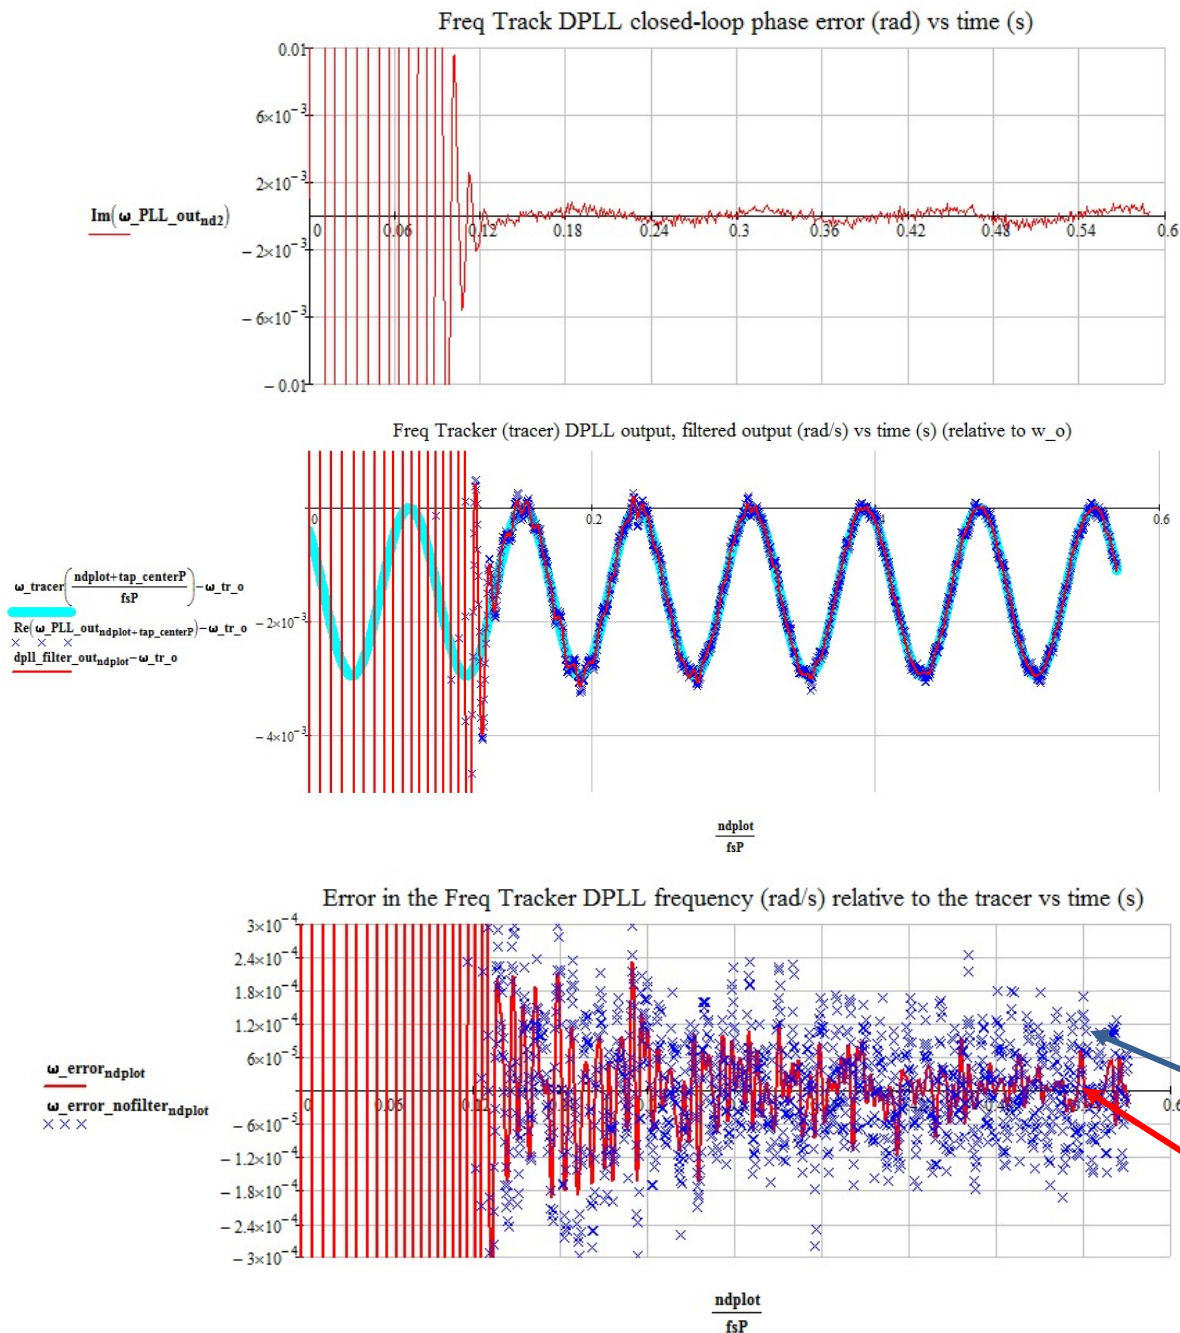 Freq Track DPLL closed-loop phase error (rad) vs time (s)
0.01
6×10⁻³
2×10⁻³
−2×10⁻³
−6×10⁻³
−0.01
Im(ω_PLL_out_nd2)
0 0.06 0.12 0.18 0.24 0.3 0.36 0.42 0.48 0.54 0.6
Freq Tracker (tracer) DPLL output, filtered output (rad/s) vs time (s) (relative to w_o)
0 0.2 0.4 0.6
−2×10⁻³
−4×10⁻³
ω_tracer(ndplot+tap_centerP/fsP)−ω_tr_o
Re(ω_PLL_out_ndplot+tap_centerP)−ω_tr_o
dpll_filter_out_ndplot−ω_tr_o
ndplot
fsP
Error in the Freq Tracker DPLL frequency (rad/s) relative to the tracer vs time (s)
3×10⁻⁴
2.4×10⁻⁴
1.8×10⁻⁴
1.2×10⁻⁴
6×10⁻⁵
−6×10⁻⁵
−1.2×10⁻⁴
−1.8×10⁻⁴
−2.4×10⁻⁴
−3×10⁻⁴
ω_error_ndplot
ω_error_nofilter_ndplot
0 0.06 0.12 0.6
ndplot
fsP